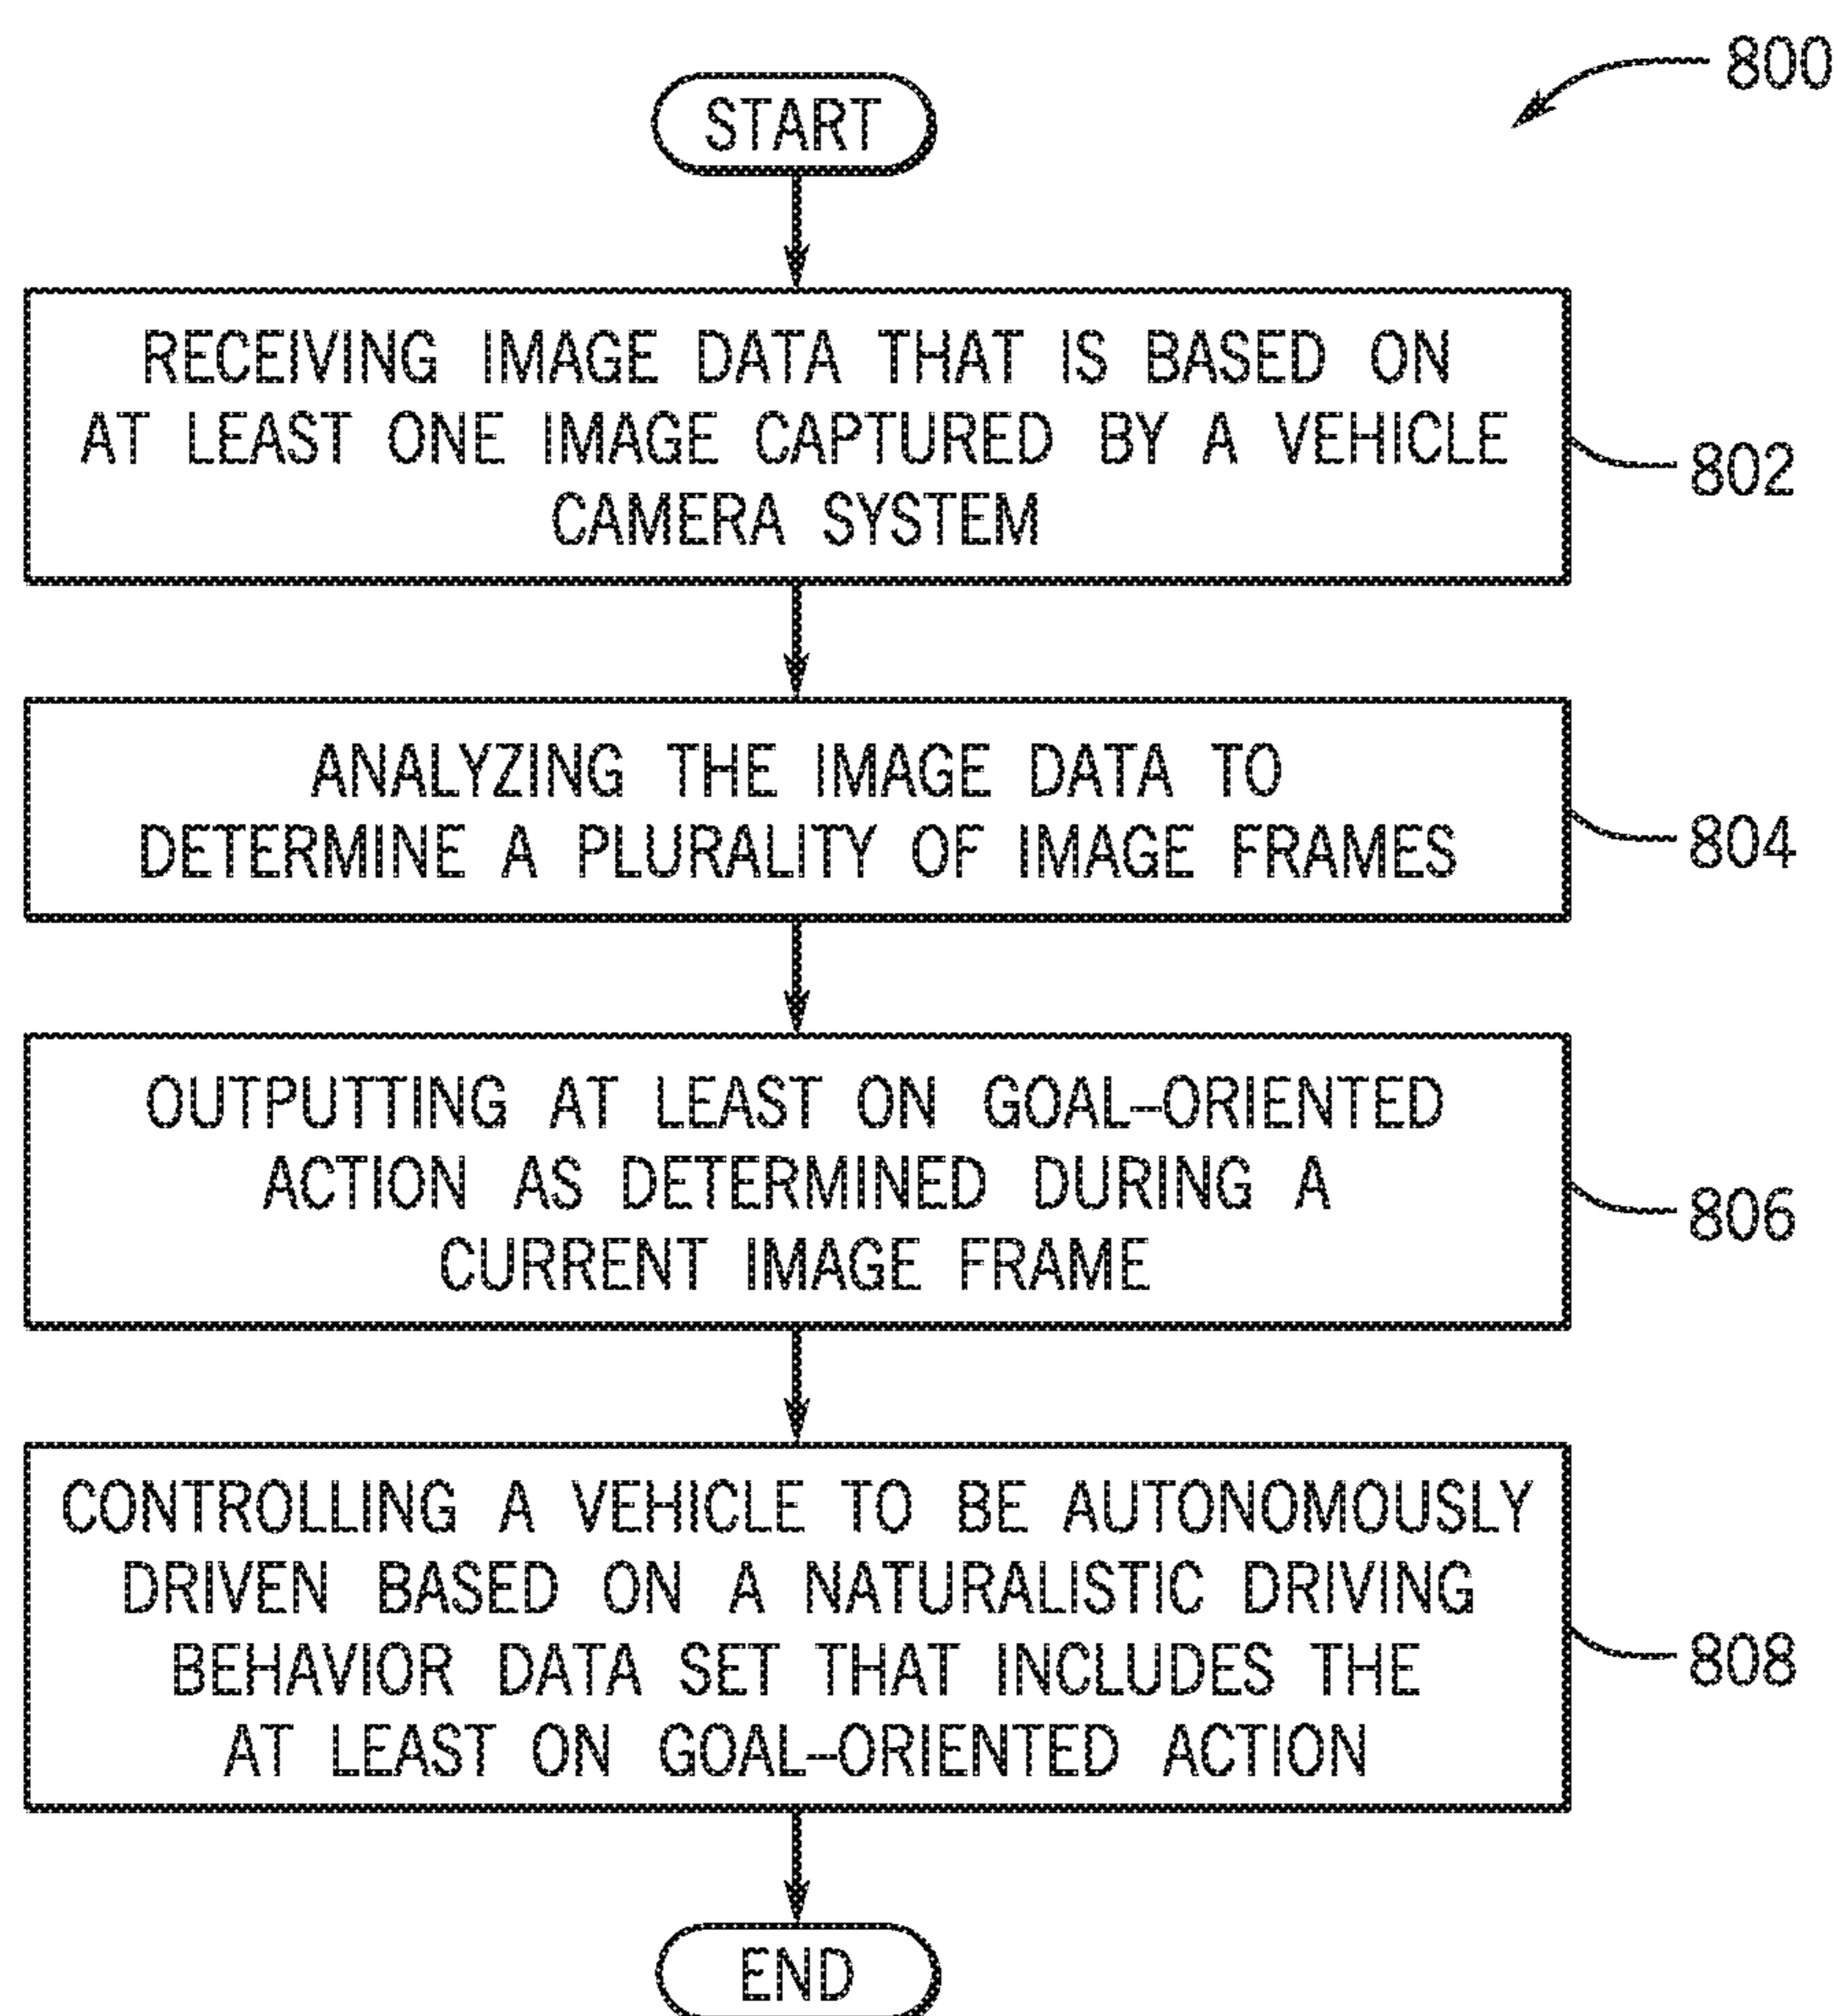 800
START
RECEIVING IMAGE DATA THAT IS BASED ON
AT LEAST ONE IMAGE CAPTURED BY A VEHICLE
CAMERA SYSTEM
802
ANALYZING THE IMAGE DATA TO
DETERMINE A PLURALITY OF IMAGE FRAMES
804
OUTPUTTING AT LEAST ON GOAL-ORIENTED
ACTION AS DETERMINED DURING A
CURRENT IMAGE FRAME
806
CONTROLLING A VEHICLE TO BE AUTONOMOUSLY
DRIVEN BASED ON A NATURALISTIC DRIVING
BEHAVIOR DATA SET THAT INCLUDES THE
AT LEAST ON GOAL-ORIENTED ACTION
808
END